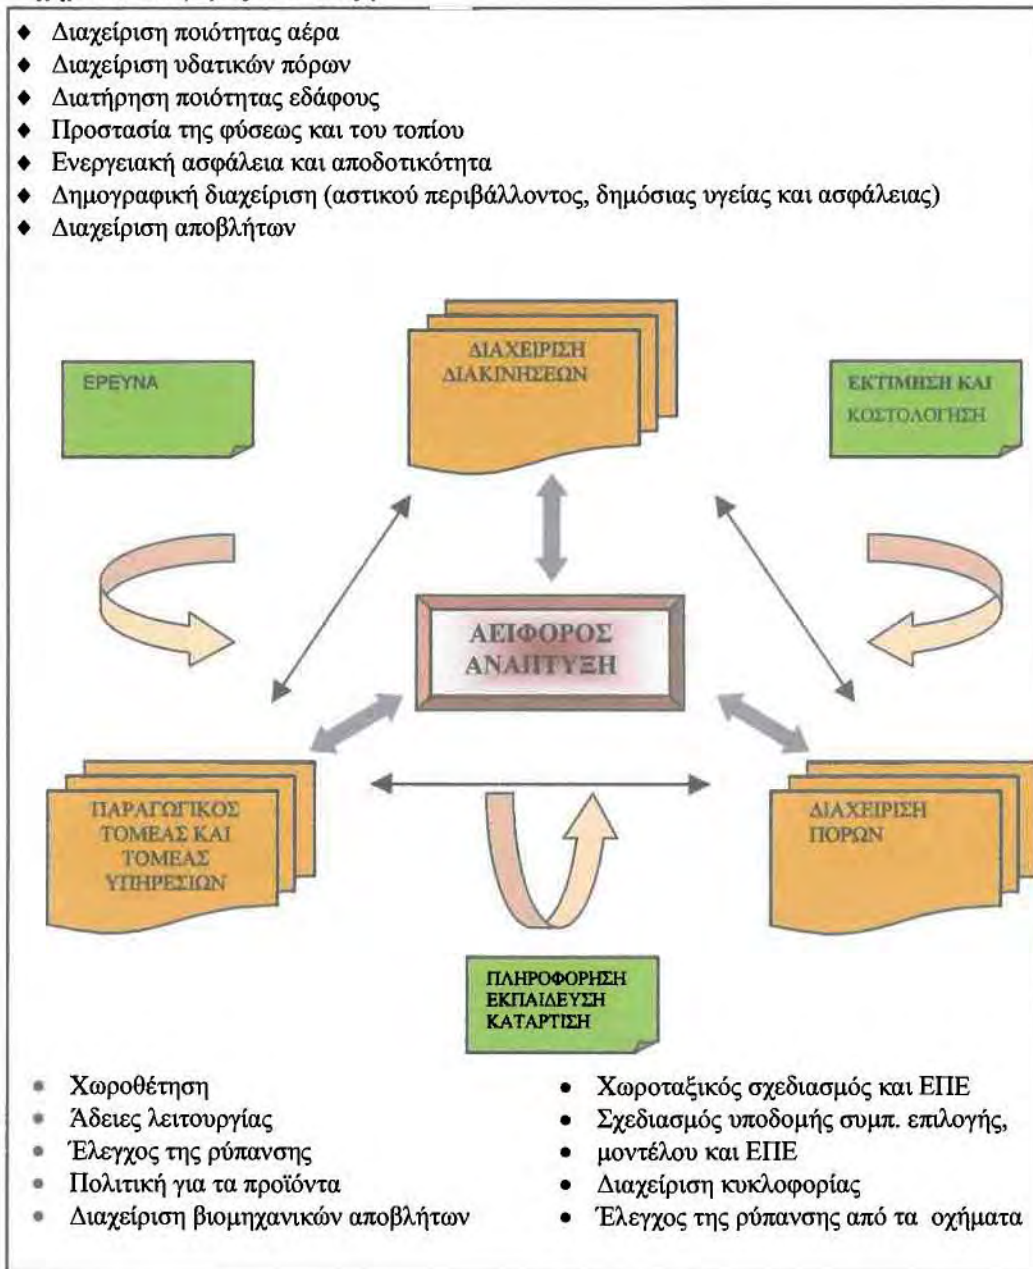 ♦ Διαχείριση ποιότητας αέρα
♦ Διαχείριση υδατικών πόρων
♦ Διατήρηση ποιότητας εδάφους
♦ Προστασία της φύσεως και του τοπίου
♦ Ενεργειακή ασφάλεια και αποδοτικότητα
♦ Δημογραφική διαχείριση (αστικού περιβάλλοντος, δημόσιας υγείας και ασφάλειας)
♦ Διαχείριση αποβλήτων
ΕΡΕΥΝΑ
ΔΙΑΧΕΙΡΙΣΗ
ΔΙΑΚΙΝΗΣΕΩΝ
ΕΚΤΙΜΗΣΗ ΚΑΙ
ΚΟΣΤΟΛΟΓΗΣΗ
ΑΕΙΦΟΡΟΣ
ΑΝΑΠΤΥΞΗ
ΠΑΡΑΓΩΓΙΚΟΣ
ΤΟΜΕΑΣ ΚΑΙ
ΤΟΜΕΑΣ
ΥΠΗΡΕΣΙΩΝ
ΔΙΑΧΕΙΡΙΣΗ
ΠΟΡΩΝ
ΠΛΗΡΟΦΟΡΗΣΗ
ΕΚΠΑΙΔΕΥΣΗ
ΚΑΤΑΡΤΙΣΗ
• Χωροθέτηση
• Άδειες λειτουργίας
• Έλεγχος της ρύπανσης
• Πολιτική για τα προϊόντα
• Διαχείριση βιομηχανικών αποβλήτων
• Χωροταξικός σχεδιασμός και ΕΠΕ
• Σχεδιασμός υποδομής συμπ. επιλογής,
• μοντέλου και ΕΠΕ
• Διαχείριση κυκλοφορίας
• Έλεγχος της ρύπανσης από τα οχήματα